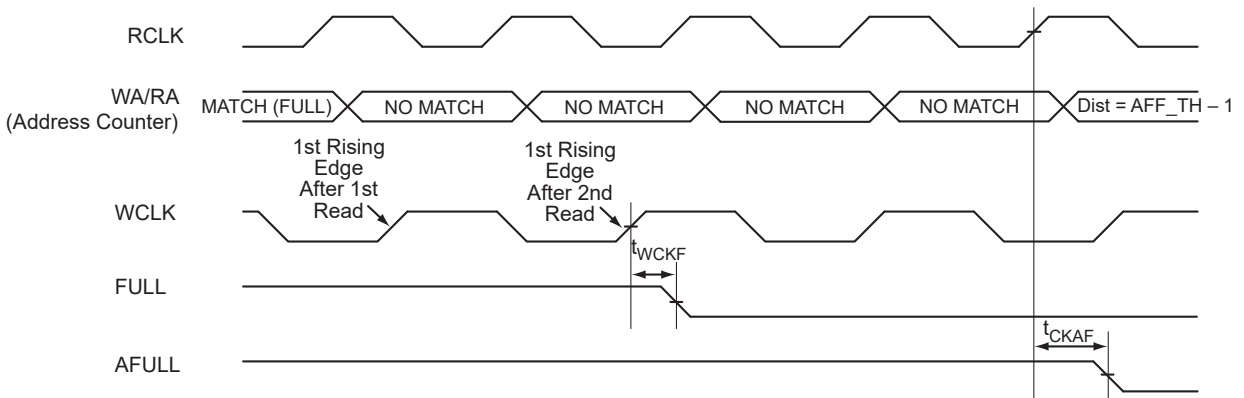 RCLK
WA/RA
(Address Counter)
MATCH (FULL)
NO MATCH
NO MATCH
NO MATCH
NO MATCH
Dist = AFF_TH – 1
1st Rising
Edge
After 1st
Read
1st Rising
Edge
After 2nd
Read
WCLK
tWCKF
FULL
tCKAF
AFULL